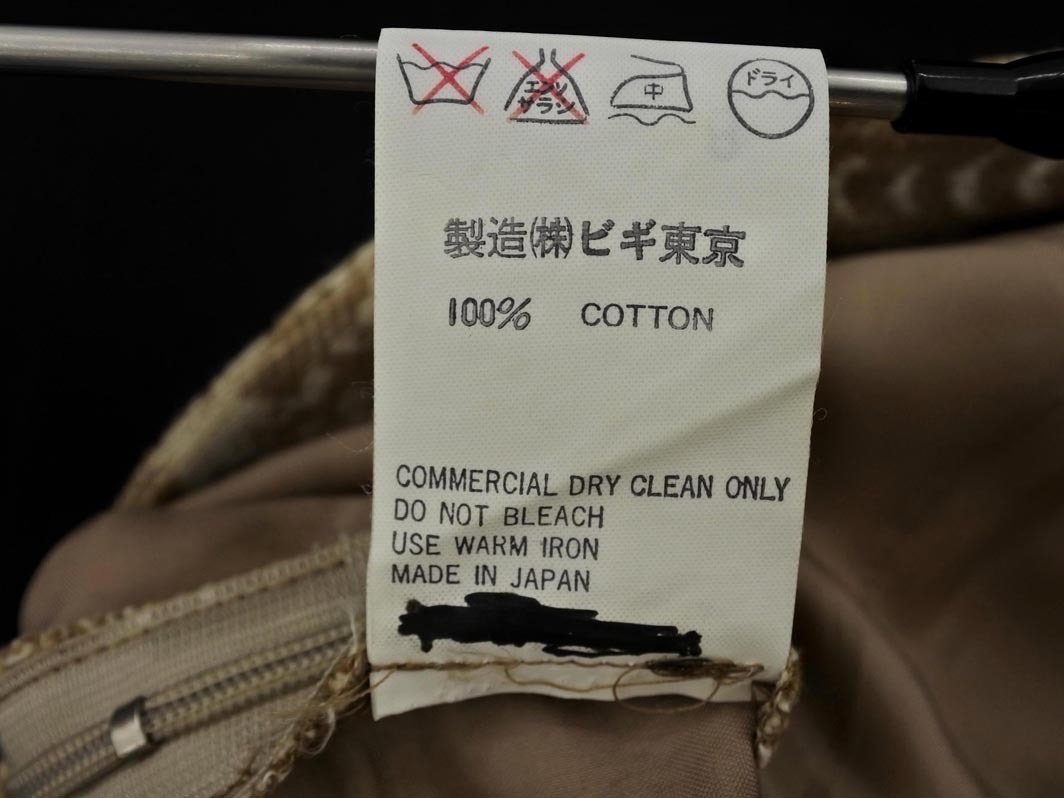 エンソ サラシ 中 ドライ
製造㈱ビギ東京
100% COTTON
COMMERCIAL DRY CLEAN ONLY
DO NOT BLEACH
USE WARM IRON
MADE IN JAPAN